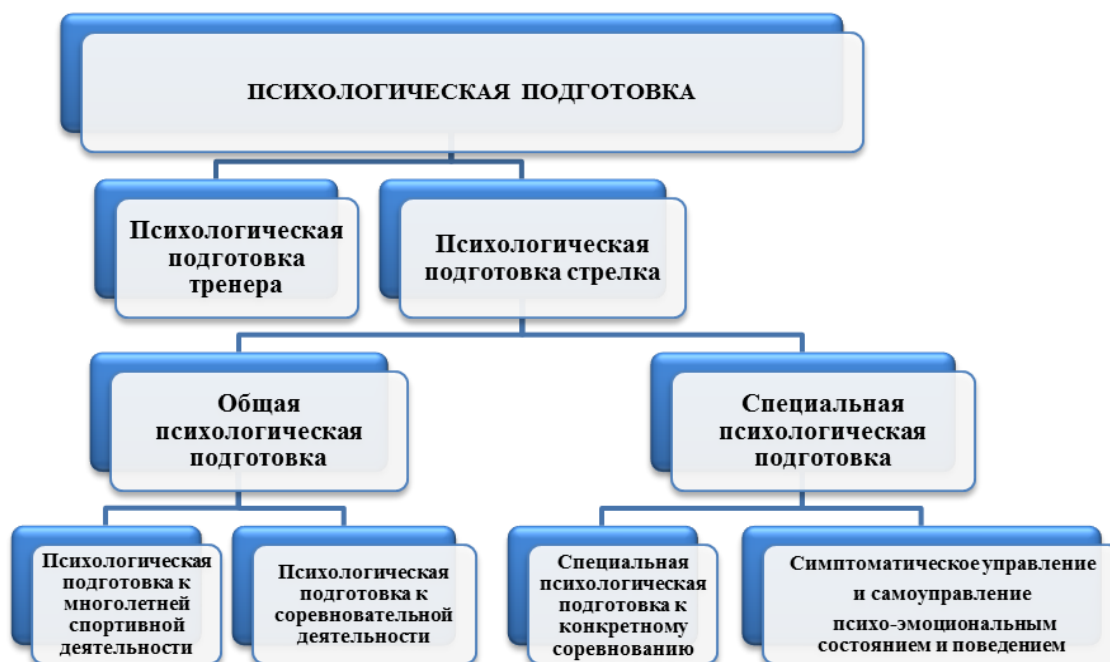 ПСИХОЛОГИЧЕСКАЯ ПОДГОТОВКА
Психологическая
подготовка
тренера
Психологическая
подготовка стрелка
Общая
психологическая
подготовка
Специальная
психологическая
подготовка
Психологическая
подготовка к
многолетней
спортивной
деятельности
Психологическая
подготовка к
соревновательной
деятельности
Специальная
психологическая
подготовка к
конкретному
соревнованию
Симптоматическое управление
и самоуправление
психо-эмоциональным
состоянием и поведением